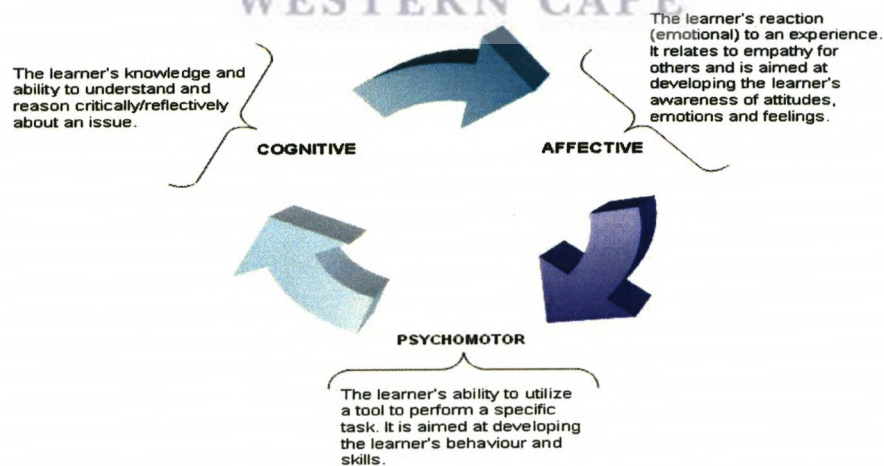 WESTERN CAPE
The learner's reaction
(emotional) to an experience.
It relates to empathy for
others and is aimed at
developing the learner's
awareness of attitudes,
emotions and feelings.
The learner's knowledge and
ability to understand and
reason critically/reflectively
about an issue.
COGNITIVE
AFFECTIVE
PSYCHOMOTOR
The learner's ability to utilize
a tool to perform a specific
task. It is aimed at developing
the learner's behaviour and
skills.